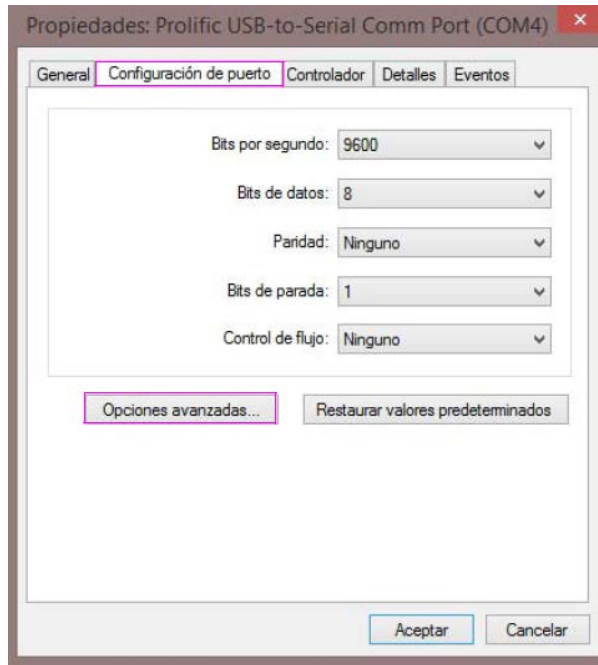 Propiedades: Prolific USB-to-Serial Comm Port (COM4)
General Configuración de puerto Controlador Detalles Eventos
Bits por segundo: 9600
Bits de datos: 8
Paridad: Ninguno
Bits de parada: 1
Control de flujo: Ninguno
Opciones avanzadas... Restaurar valores predeterminados
Aceptar Cancelar